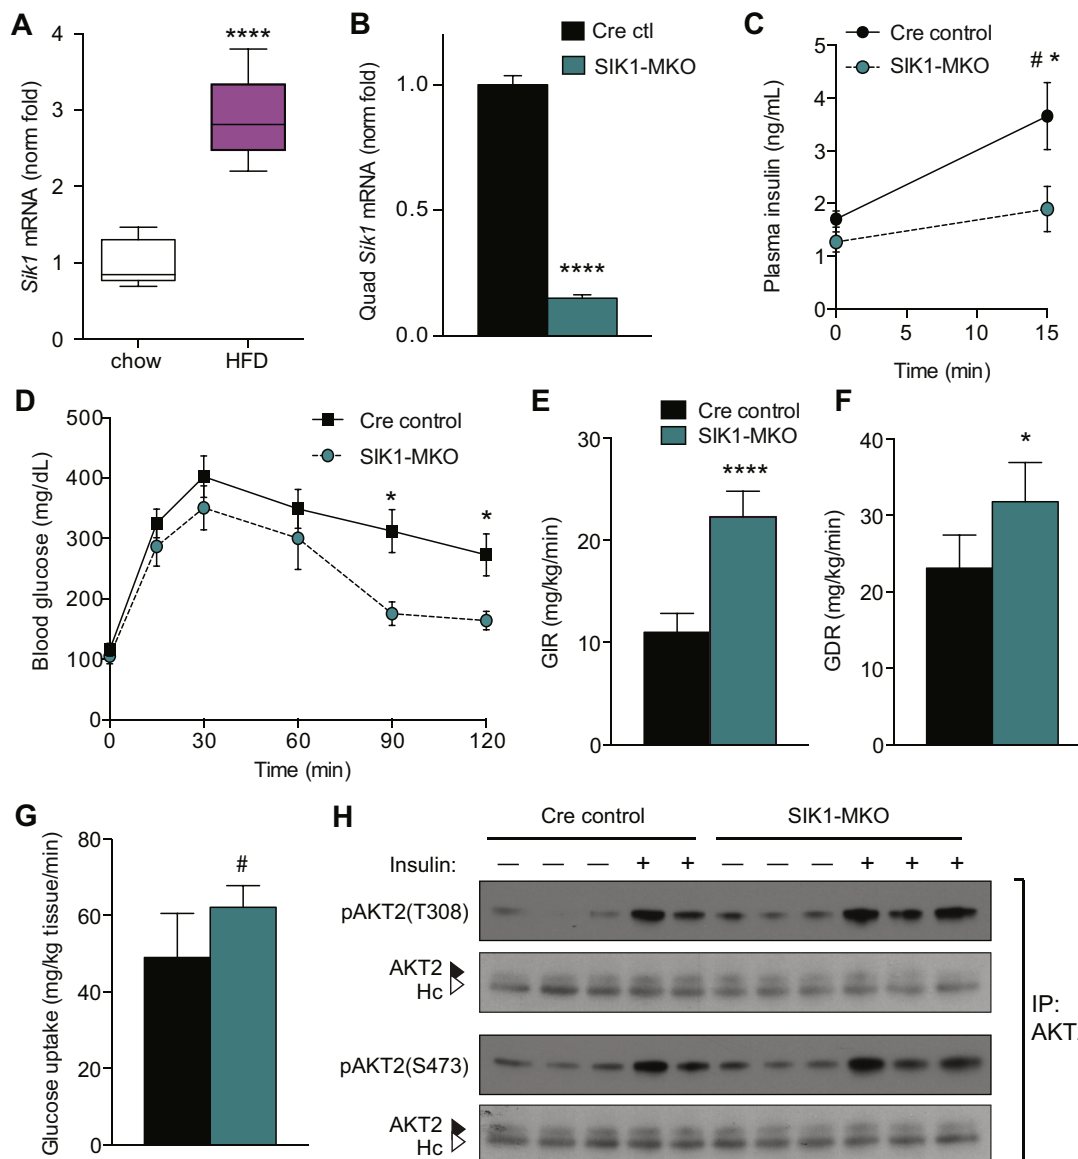 A
Sik1 mRNA (norm fold)
4
3
2
1
0
****
chow
HFD
B
Quad Sik1 mRNA (norm fold)
Cre ctl
SIK1-MKO
1.0
0.5
0.0
****
C
Plasma insulin (ng/mL)
Cre control
SIK1-MKO
# *
5
4
3
2
1
0
0 5 10 15
Time (min)
D
Blood glucose (mg/dL)
Cre control
SIK1-MKO
500
400
300
200
100
0
*
*
0 30 60 90 120
Time (min)
E
GIR (mg/kg/min)
Cre control
SIK1-MKO
30
20
10
0
****
F
GDR (mg/kg/min)
40
30
20
10
0
*
G
Glucose uptake (mg/kg tissue/min)
80
60
40
20
0
#
H
Cre control
SIK1-MKO
Insulin: — — — + + — — — + + +
pAKT2(T308)
AKT2
Hc
pAKT2(S473)
AKT2
Hc
IP: